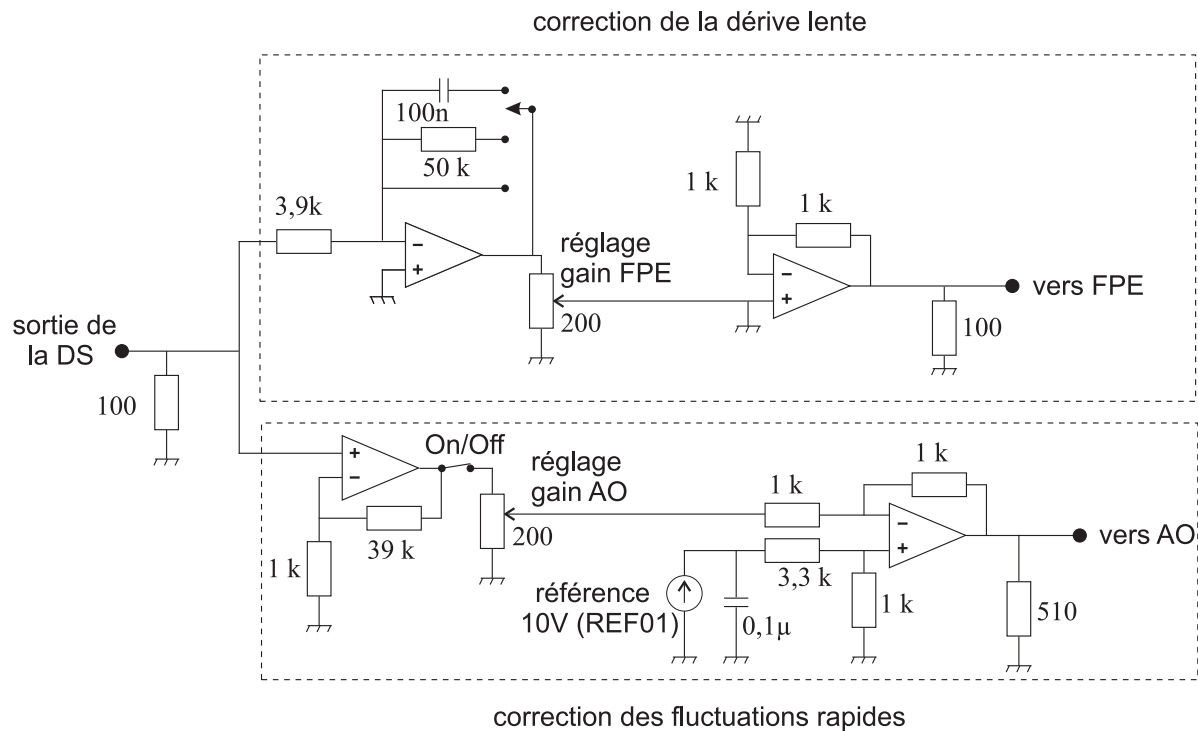 correction de la dérive lente
100n
50 k
3,9k
1 k
1 k
−
+
réglage
gain FPE
200
−
+
vers FPE
100
sortie de
la DS
100
+
−
On/Off
39 k
1 k
réglage
gain AO
200
1 k
1 k
−
+
vers AO
3,3 k
1 k
référence
10V (REF01)
0,1µ
510
correction des fluctuations rapides